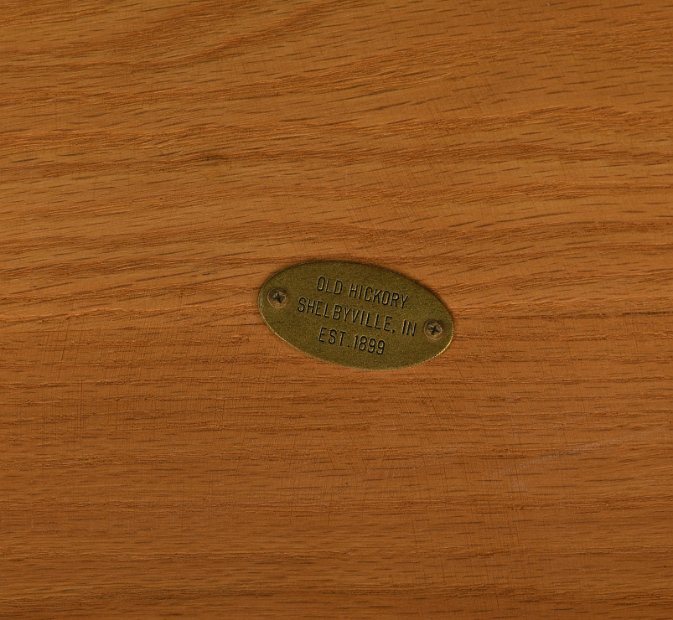 OLD HICKORY
SHELBYVILLE, IN
EST.1899